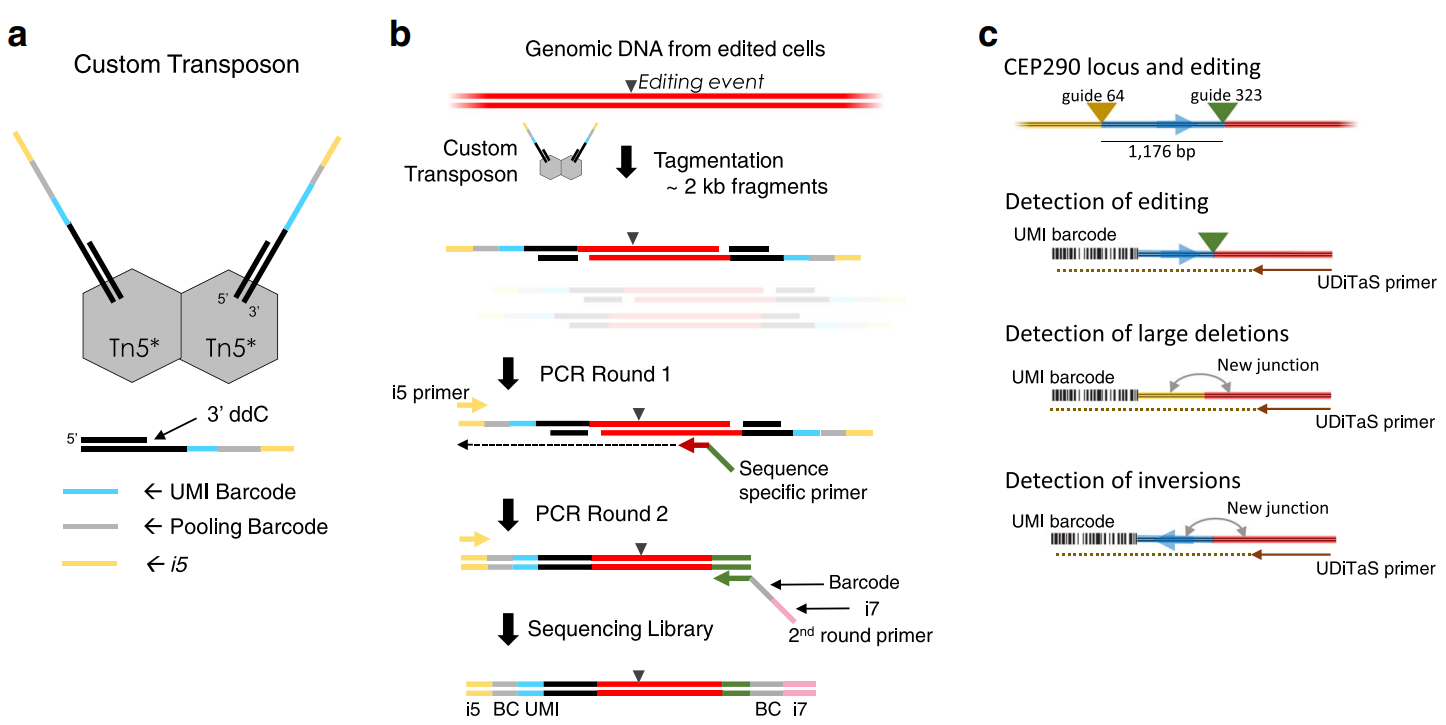 a
Custom Transposon
5’
3’
Tn5*
Tn5*
3’ ddC
5’
← UMI Barcode
← Pooling Barcode
← i5
b
Genomic DNA from edited cells
Editing event
Custom
Transposon
Tagmentation
~ 2 kb fragments
PCR Round 1
i5 primer
Sequence
specific primer
PCR Round 2
Barcode
i7
2nd round primer
Sequencing Library
i5 BC UMI BC i7
c
CEP290 locus and editing
guide 64 guide 323
1,176 bp
Detection of editing
UMI barcode
UDiTaS primer
Detection of large deletions
New junction
UMI barcode
UDiTaS primer
Detection of inversions
New junction
UMI barcode
UDiTaS primer